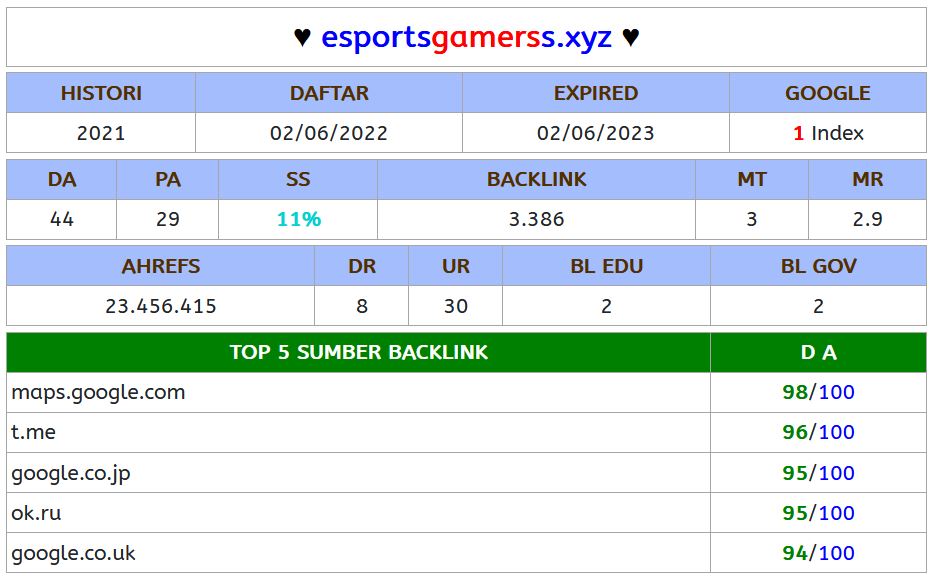 ♥ esportsgamerss.xyz ♥
HISTORI DAFTAR EXPIRED GOOGLE
2021 02/06/2022 02/06/2023 1 Index
DA PA SS BACKLINK MT MR
44 29 11% 3.386 3 2.9
AHREFS DR UR BL EDU BL GOV
23.456.415 8 30 2 2
TOP 5 SUMBER BACKLINK D A
maps.google.com 98/100
t.me 96/100
google.co.jp 95/100
ok.ru 95/100
google.co.uk 94/100